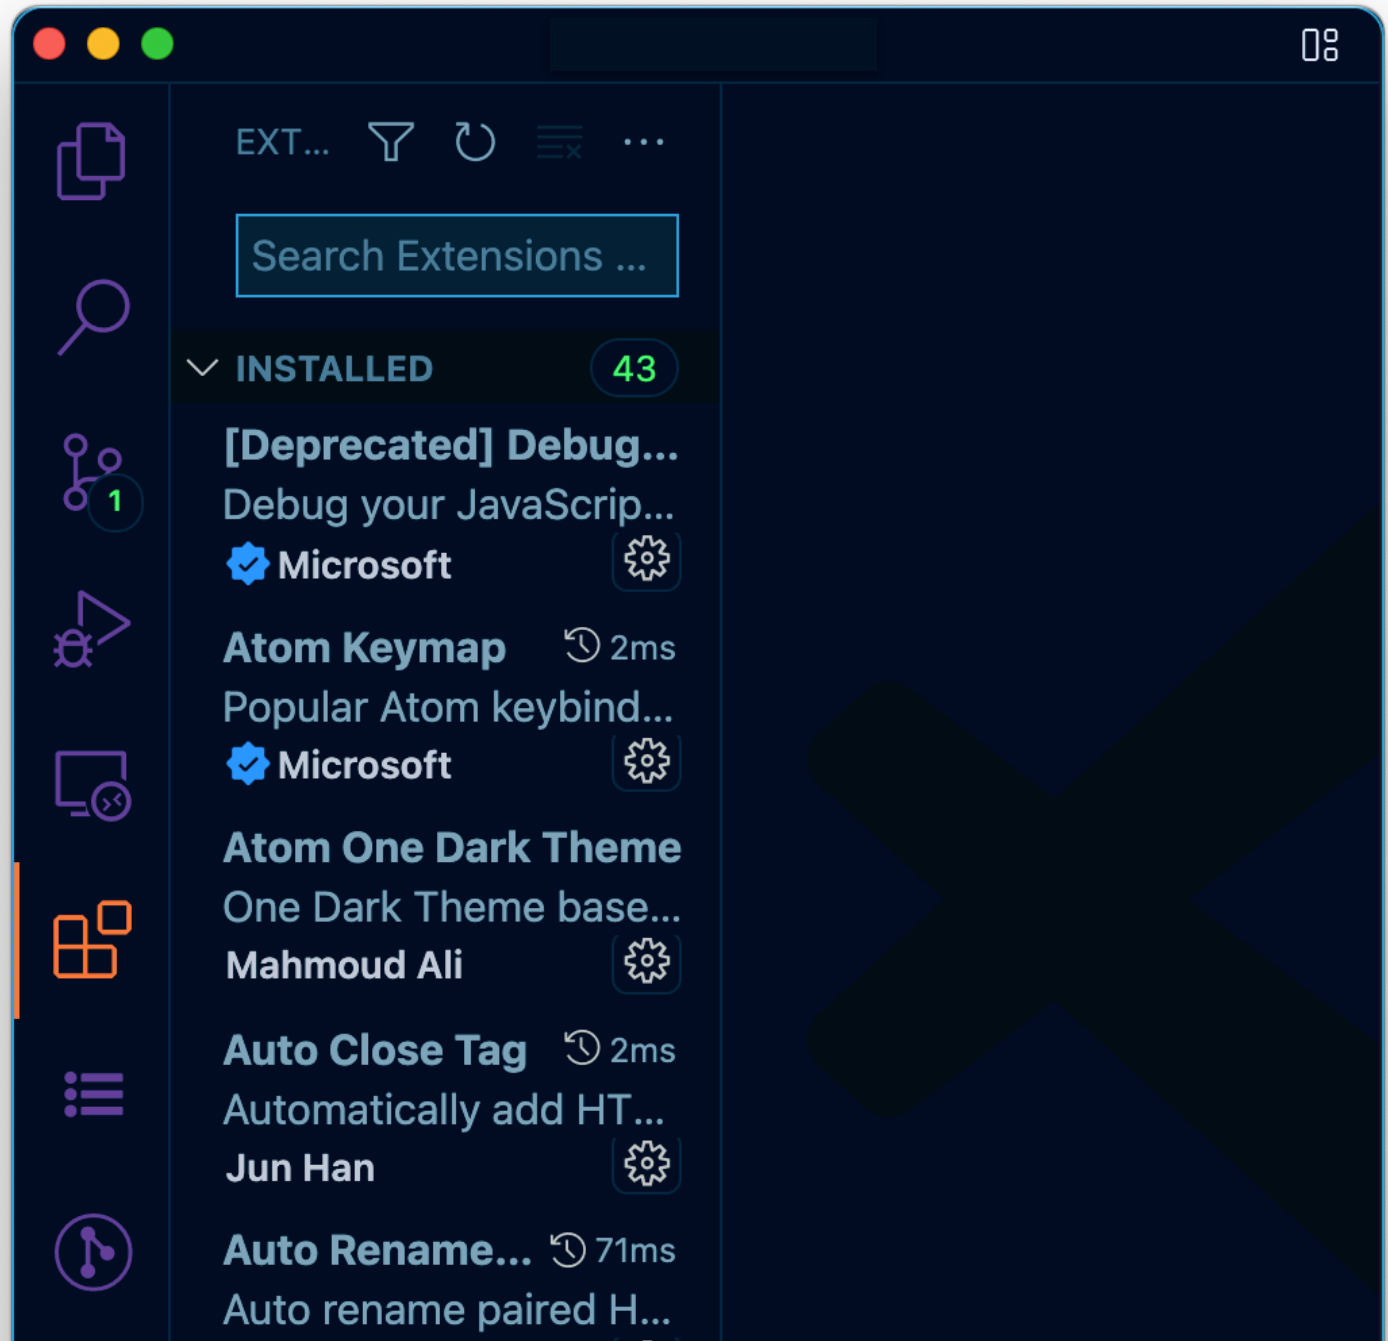 EXT...
Search Extensions ...
INSTALLED 43
[Deprecated] Debug...
Debug your JavaScrip...
1
Microsoft
Atom Keymap 2ms
Popular Atom keybind...
Microsoft
Atom One Dark Theme
One Dark Theme base...
Mahmoud Ali
Auto Close Tag 2ms
Automatically add HT...
Jun Han
Auto Rename... 71ms
Auto rename paired H...